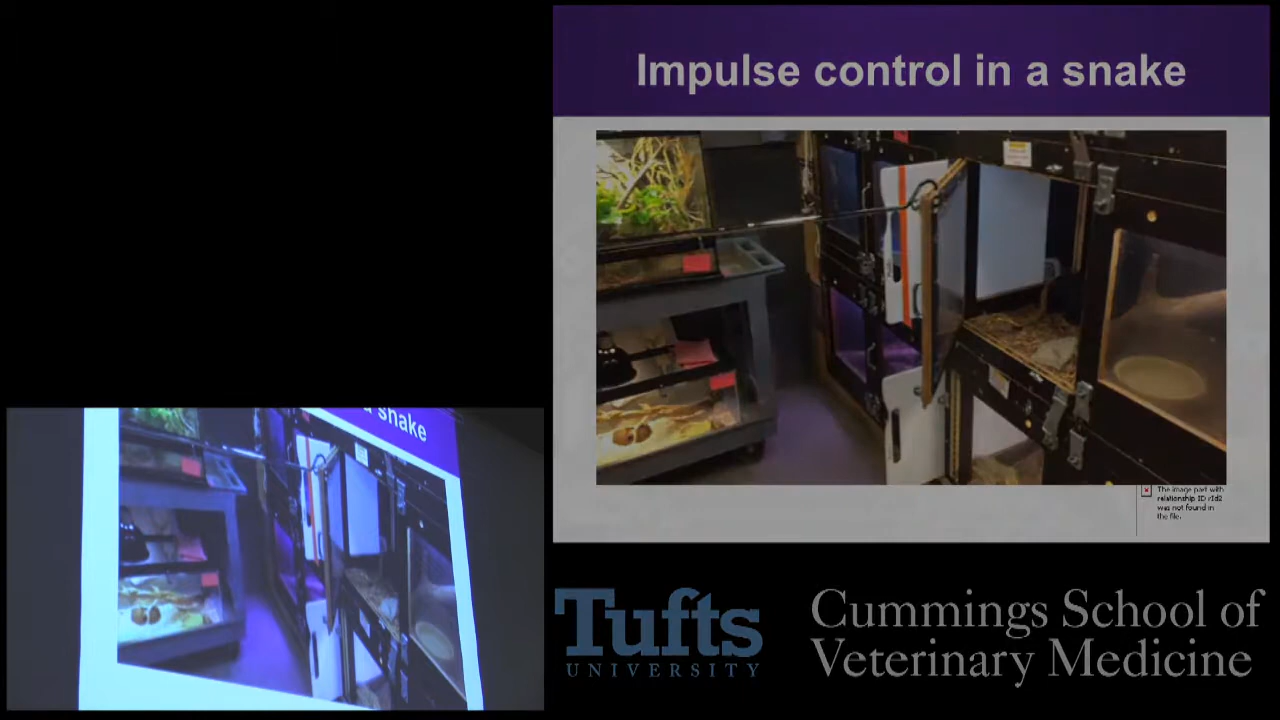 Impulse control in a snake
The image part with
relationship ID rId2
was not found in
the file.
a snake
Tufts
UNIVERSITY
Cummings School of
Veterinary Medicine